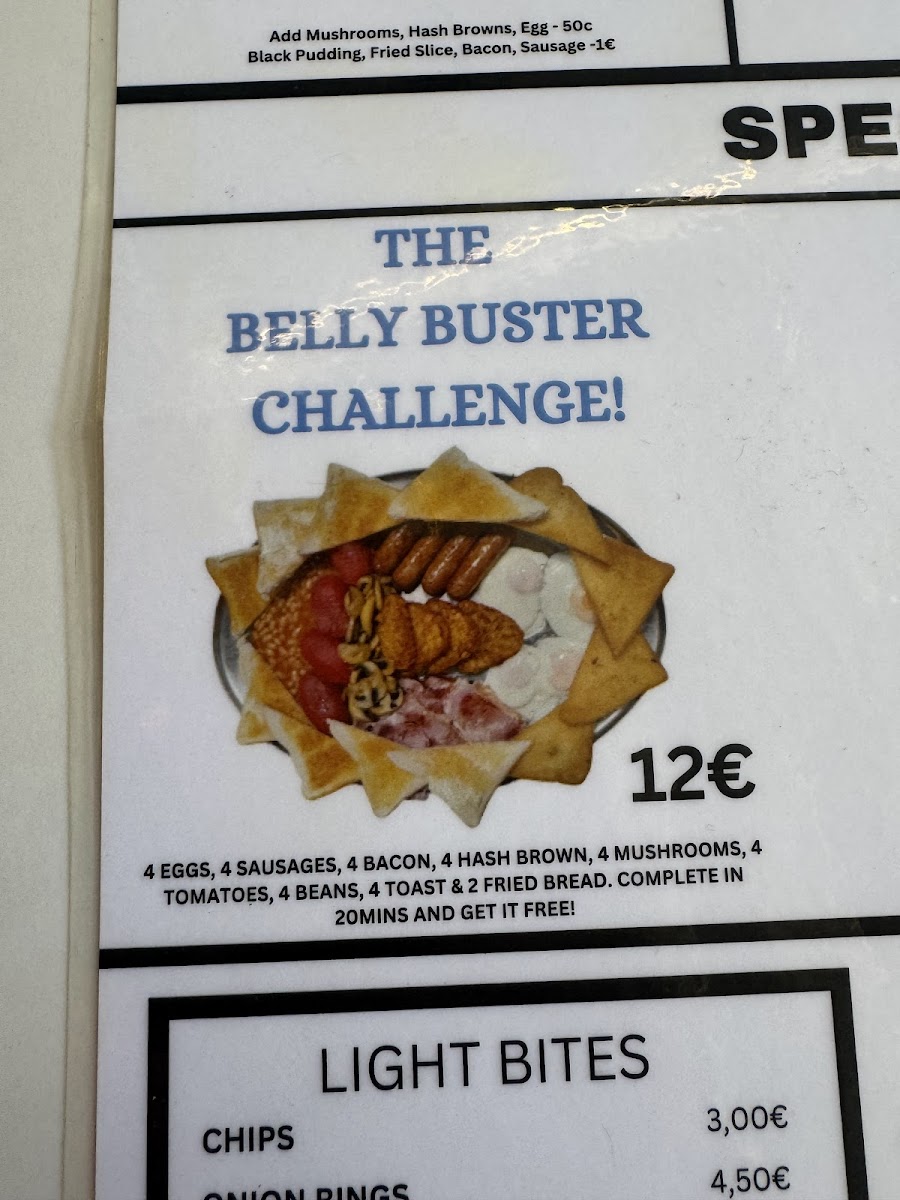 Add Mushrooms, Hash Browns, Egg - 50c
Black Pudding, Fried Slice, Bacon, Sausage -1€
SPE
THE
BELLY BUSTER
CHALLENGE!
12€
4 EGGS, 4 SAUSAGES, 4 BACON, 4 HASH BROWN, 4 MUSHROOMS, 4
TOMATOES, 4 BEANS, 4 TOAST & 2 FRIED BREAD. COMPLETE IN
20MINS AND GET IT FREE!
LIGHT BITES
CHIPS 3,00€
ONION RINGS 4,50€